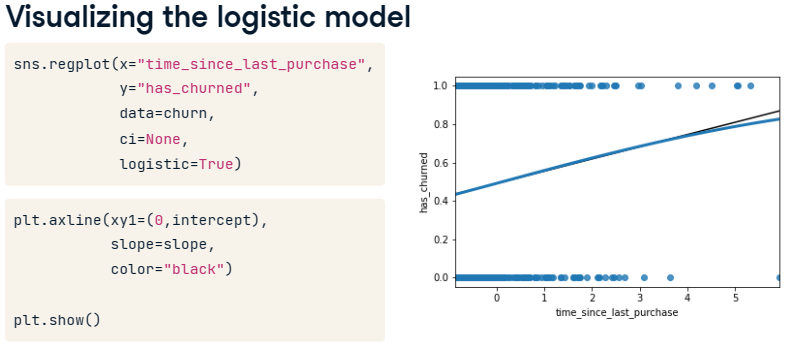 Visualizing the logistic model
sns.regplot(x="time_since_last_purchase",
y="has_churned",
data=churn,
ci=None,
logistic=True)
plt.axline(xy1=(0,intercept),
slope=slope,
color="black")
plt.show()
has_churned
1.0
0.8
0.6
0.4
0.2
0.0
0 1 2 3 4 5
time_since_last_purchase